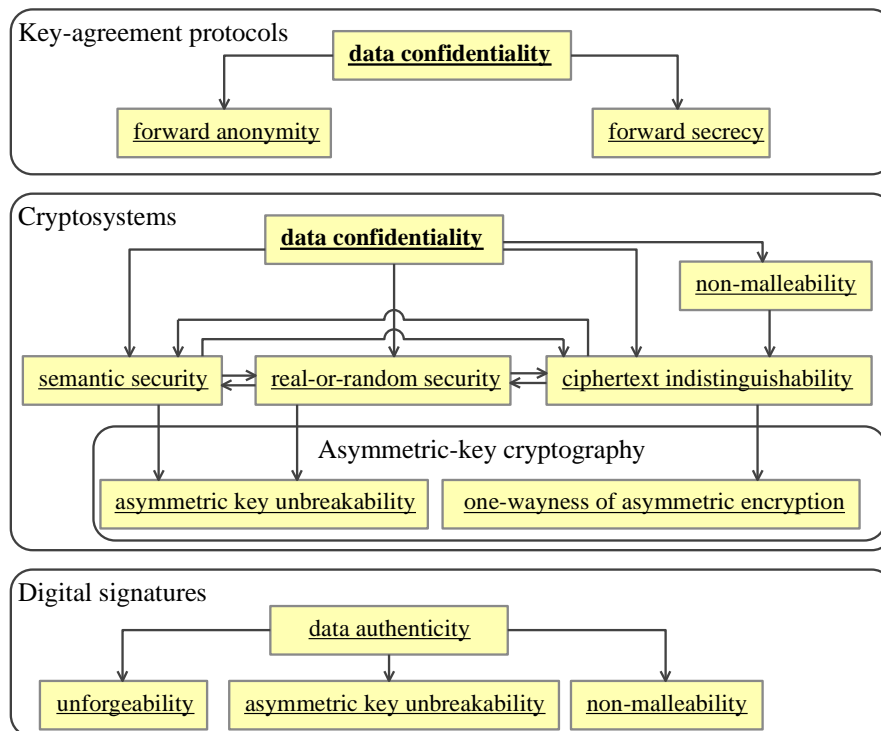 Key-agreement protocols
data confidentiality
forward anonymity
forward secrecy
Cryptosystems
data confidentiality
non-malleability
semantic security
real-or-random security
ciphertext indistinguishability
Asymmetric-key cryptography
asymmetric key unbreakability
one-wayness of asymmetric encryption
Digital signatures
data authenticity
unforgeability
asymmetric key unbreakability
non-malleability